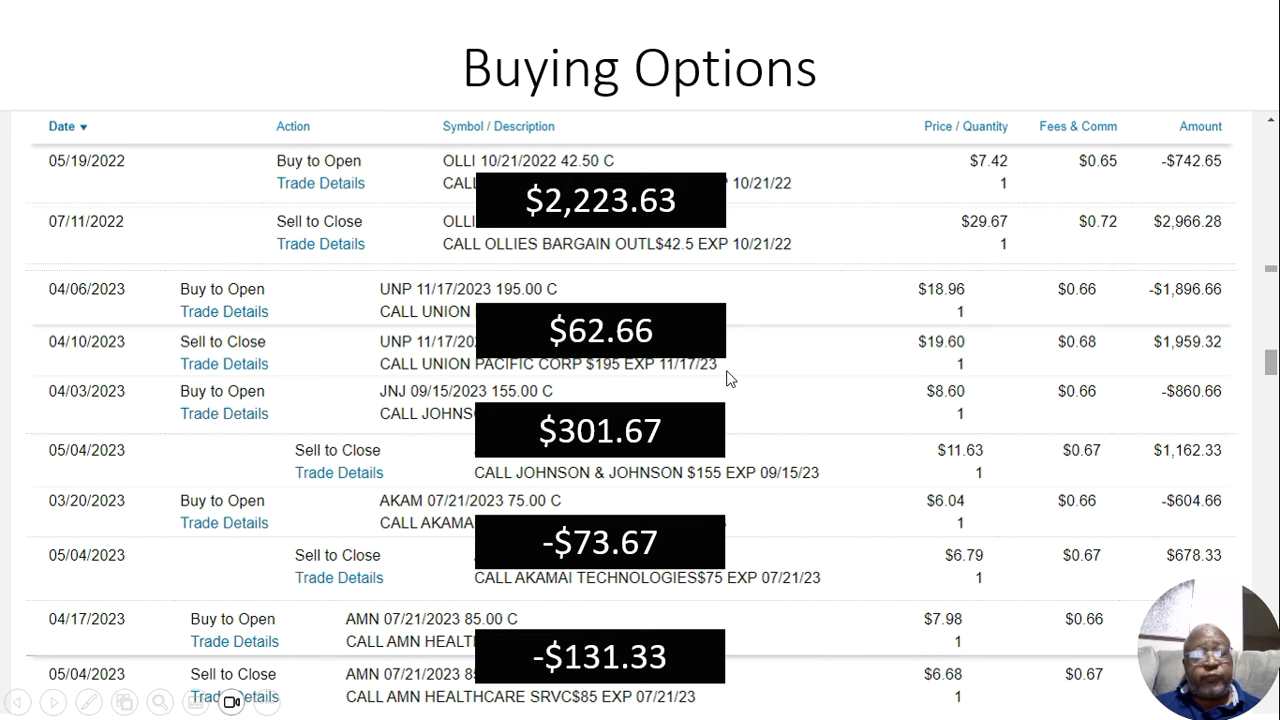 Buying Options
Date Action Symbol / Description Price / Quantity Fees & Comm Amount
05/19/2022 Buy to Open OLLI 10/21/2022 42.50 C $7.42 $0.65 -$742.65
Trade Details CALL 10/21/22 1
$2,223.63
07/11/2022 Sell to Close OLLI $29.67 $0.72 $2,966.28
Trade Details CALL OLLIES BARGAIN OUTL$42.5 EXP 10/21/22 1
04/06/2023 Buy to Open UNP 11/17/2023 195.00 C $18.96 $0.66 -$1,896.66
Trade Details CALL UNION 1
$62.66
04/10/2023 Sell to Close UNP 11/17/202 $19.60 $0.68 $1,959.32
Trade Details CALL UNION PACIFIC CORP $195 EXP 11/17/23 1
04/03/2023 Buy to Open JNJ 09/15/2023 155.00 C $8.60 $0.66 -$860.66
Trade Details CALL JOHNS 1
$301.67
05/04/2023 Sell to Close $11.63 $0.67 $1,162.33
Trade Details CALL JOHNSON & JOHNSON $155 EXP 09/15/23 1
03/20/2023 Buy to Open AKAM 07/21/2023 75.00 C $6.04 $0.66 -$604.66
Trade Details CALL AKAMA 1
-$73.67
05/04/2023 Sell to Close $6.79 $0.67 $678.33
Trade Details CALL AKAMAI TECHNOLOGIES$75 EXP 07/21/23 1
04/17/2023 Buy to Open AMN 07/21/2023 85.00 C $7.98 $0.66
Trade Details CALL AMN HEALT 1
-$131.33
05/04/2023 Sell to Close AMN 07/21/2023 8 $6.68 $0.67
Trade Details CALL AMN HEALTHCARE SRVC$85 EXP 07/21/23 1